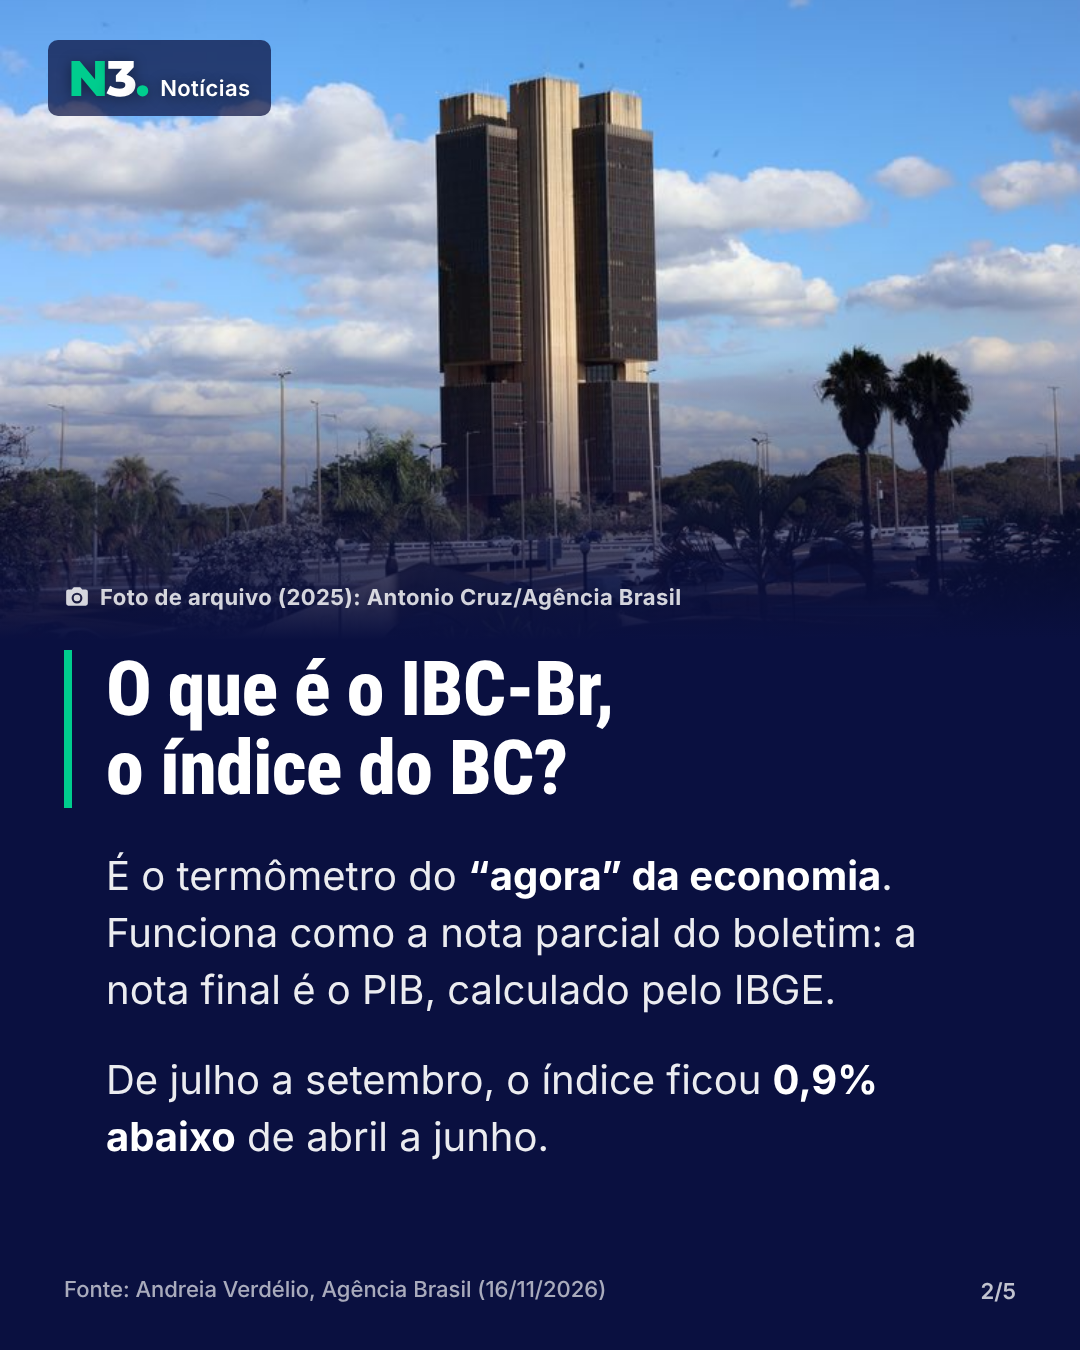 N3. Notícias
Foto de arquivo (2025): Antonio Cruz/Agência Brasil
O que é o IBC-Br,
o índice do BC?
É o termômetro do “agora” da economia.
Funciona como a nota parcial do boletim: a
nota final é o PIB, calculado pelo IBGE.
De julho a setembro, o índice ficou 0,9%
abaixo de abril a junho.
Fonte: Andreia Verdélio, Agência Brasil (16/11/2026)
2/5